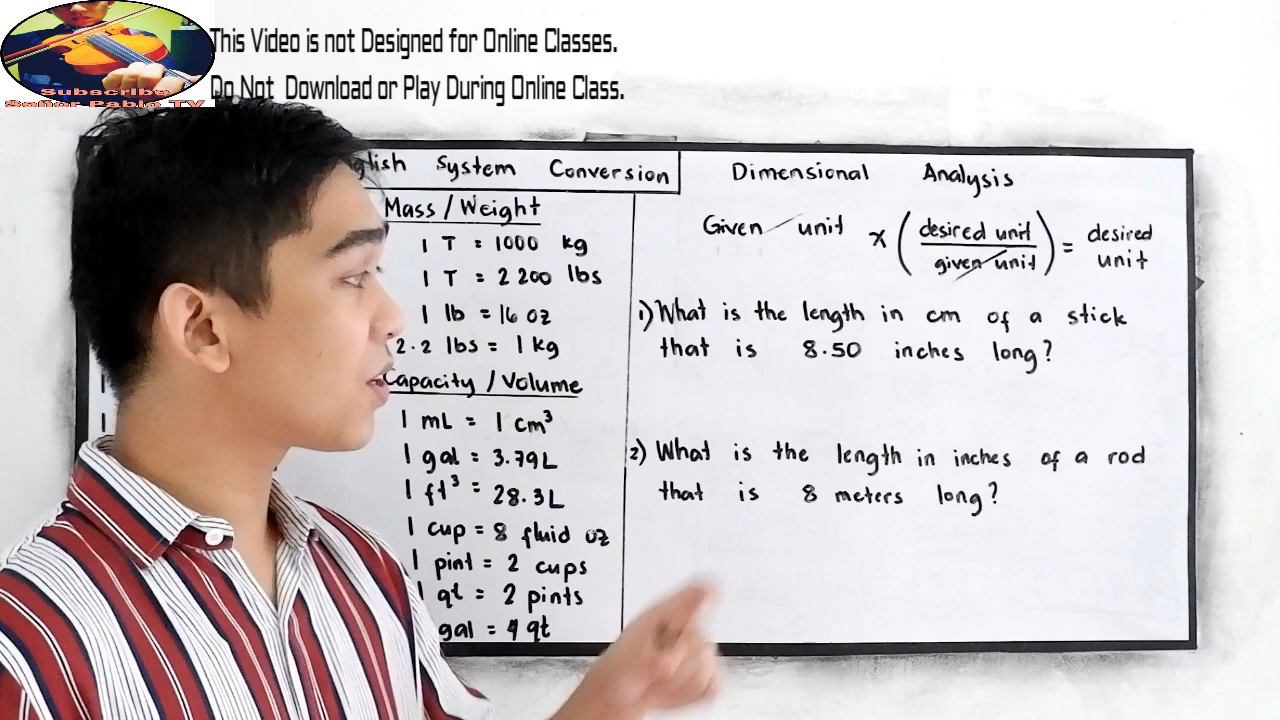 This Video is not Designed for Online Classes.
Do Not Download or Play During Online Class.
Subscribe
Señor Pablo TV
System Conversion
Mass / Weight
1 T = 1000 kg
1 T = 2200 lbs
1 lb = 16 oz
2.2 lbs = 1 kg
Capacity / Volume
1 mL = 1 cm³
1 gal = 3.79L
1 ft³ = 28.3L
1 cup = 8 fluid oz
1 pint = 2 cups
1 qt = 2 pints
gal = 4 qt
Dimensional Analysis
Given unit x ( desired unit / given unit ) = desired unit
1) What is the length in cm of a stick
that is 8.50 inches long?
2) What is the length in inches of a rod
that is 8 meters long?